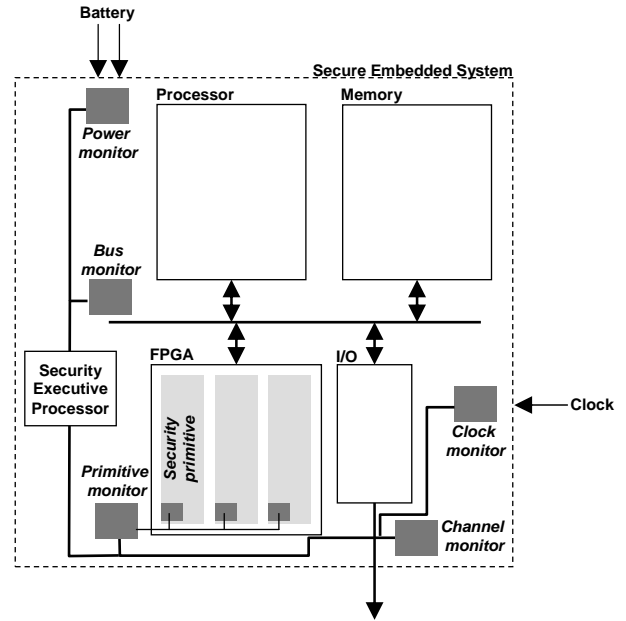 Battery
Secure Embedded System
Processor
Memory
Power
monitor
Bus
monitor
FPGA
I/O
Security
Executive
Processor
Security
primitive
Clock
Clock
monitor
Primitive
monitor
Channel
monitor